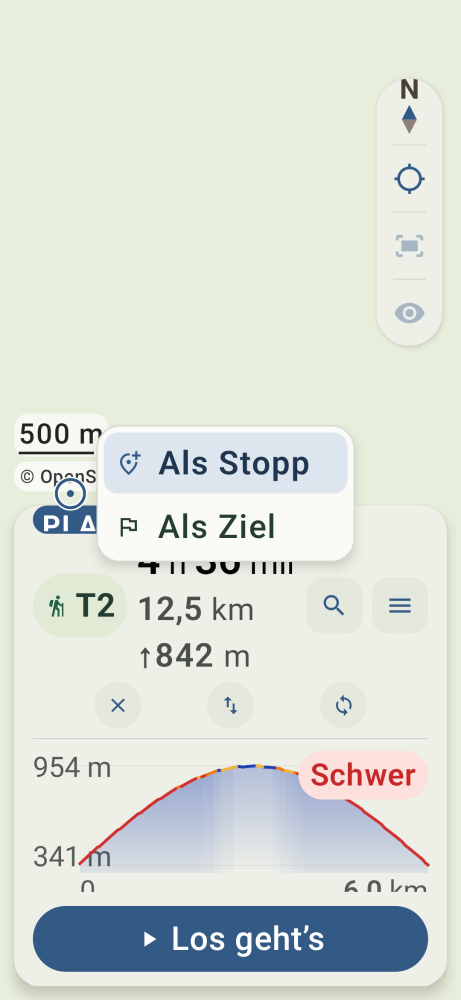 N
500 m
© OpenS
Als Stopp
Als Ziel
T2
12,5 km
↑842 m
954 m
Schwer
341 m
0
6,0 km
Los geht's